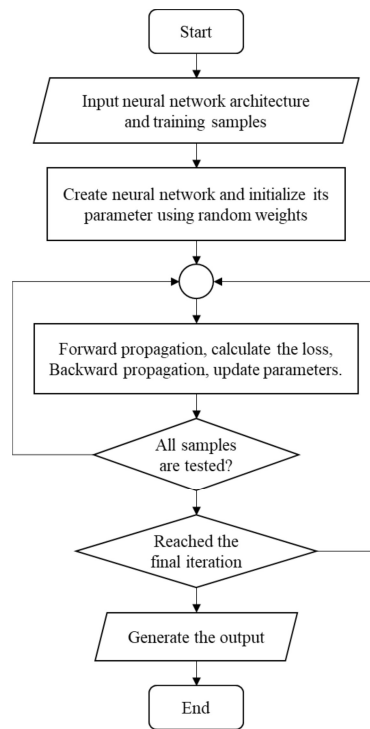 Start
Input neural network architecture
and training samples
Create neural network and initialize its
parameter using random weights
Forward propagation, calculate the loss,
Backward propagation, update parameters.
All samples
are tested?
Reached the
final iteration
Generate the output
End